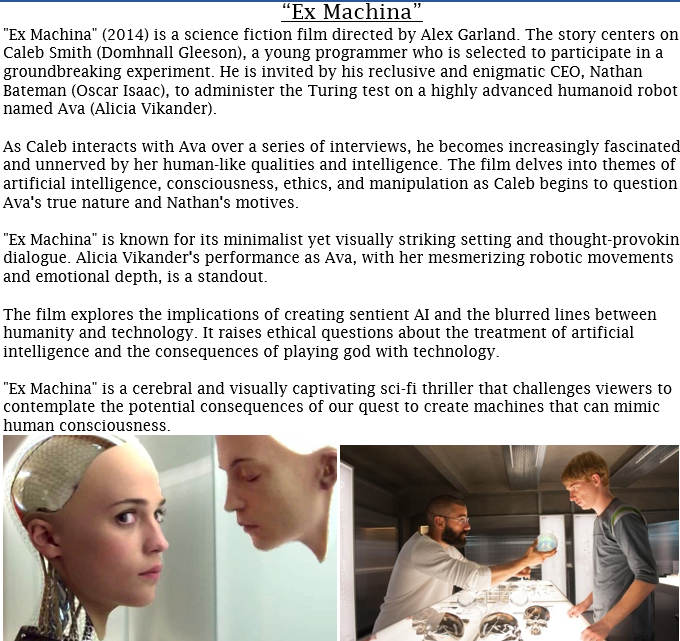 “Ex Machina”
"Ex Machina" (2014) is a science fiction film directed by Alex Garland. The story centers on
Caleb Smith (Domhnall Gleeson), a young programmer who is selected to participate in a
groundbreaking experiment. He is invited by his reclusive and enigmatic CEO, Nathan
Bateman (Oscar Isaac), to administer the Turing test on a highly advanced humanoid robot
named Ava (Alicia Vikander).
As Caleb interacts with Ava over a series of interviews, he becomes increasingly fascinated
and unnerved by her human-like qualities and intelligence. The film delves into themes of
artificial intelligence, consciousness, ethics, and manipulation as Caleb begins to question
Ava's true nature and Nathan's motives.
"Ex Machina" is known for its minimalist yet visually striking setting and thought-provokin
dialogue. Alicia Vikander's performance as Ava, with her mesmerizing robotic movements
and emotional depth, is a standout.
The film explores the implications of creating sentient AI and the blurred lines between
humanity and technology. It raises ethical questions about the treatment of artificial
intelligence and the consequences of playing god with technology.
"Ex Machina" is a cerebral and visually captivating sci-fi thriller that challenges viewers to
contemplate the potential consequences of our quest to create machines that can mimic
human consciousness.